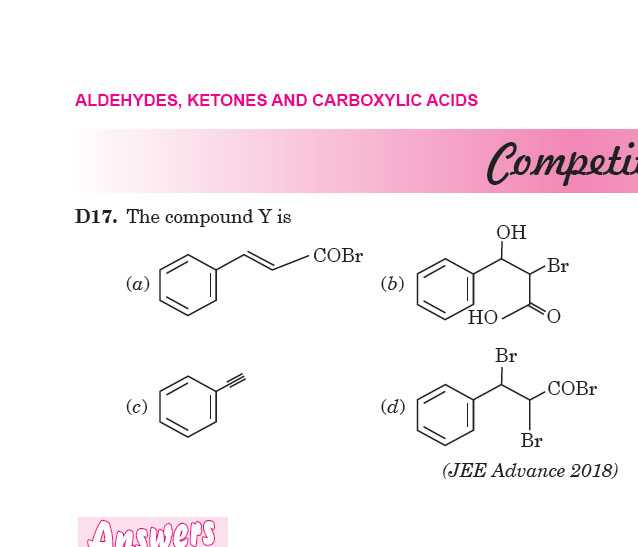 ALDEHYDES, KETONES AND CARBOXYLIC ACIDS
D17. The compound Y is
(a)
COBr
(b)
OH
Br
HO
O
(c)
(d)
Br
COBr
Br
(JEE Advance 2018)
Answers